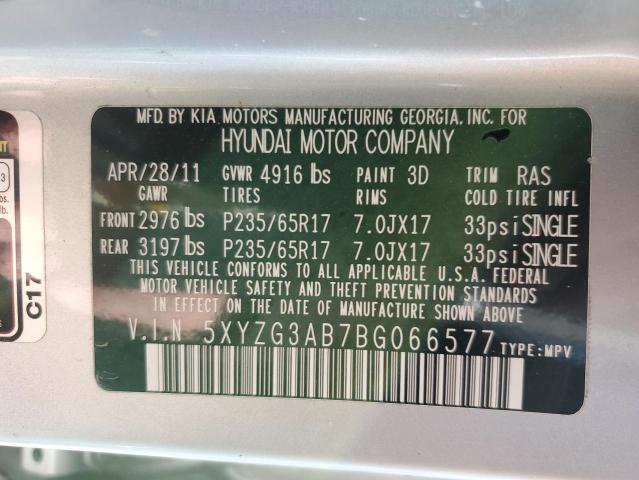 MFD. BY KIA MOTORS MANUFACTURING GEORGIA, INC. FOR
HYUNDAI MOTOR COMPANY
APR/28/11 GVWR 4916 lbs PAINT 3D TRIM RAS
GAWR TIRES RIMS COLD TIRE INFL
FRONT 2976 lbs P235/65R17 7.0JX17 33psi SINGLE
REAR 3197 lbs P235/65R17 7.0JX17 33psi SINGLE
THIS VEHICLE CONFORMS TO ALL APPLICABLE U.S.A. FEDERAL
MOTOR VEHICLE SAFETY AND THEFT PREVENTION STANDARDS
IN EFFECT ON THE DATE OF MANUFACTURE SHOWN ABOVE.
V.I.N 5XYZG3AB7BG066577 TYPE:MPV
C17